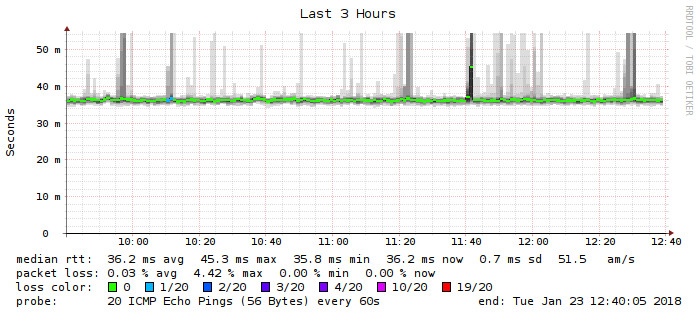 Last 3 Hours
RRDTOOL / TOBI OETIKER
Seconds
50 m
40 m
30 m
20 m
10 m
0
10:00 10:20 10:40 11:00 11:20 11:40 12:00 12:20 12:40
median rtt: 36.2 ms avg 45.3 ms max 35.8 ms min 36.2 ms now 0.7 ms sd 51.5 am/s
packet loss: 0.03 % avg 4.42 % max 0.00 % min 0.00 % now
loss color: 0 1/20 2/20 3/20 4/20 10/20 19/20
probe: 20 ICMP Echo Pings (56 Bytes) every 60s end: Tue Jan 23 12:40:05 2018